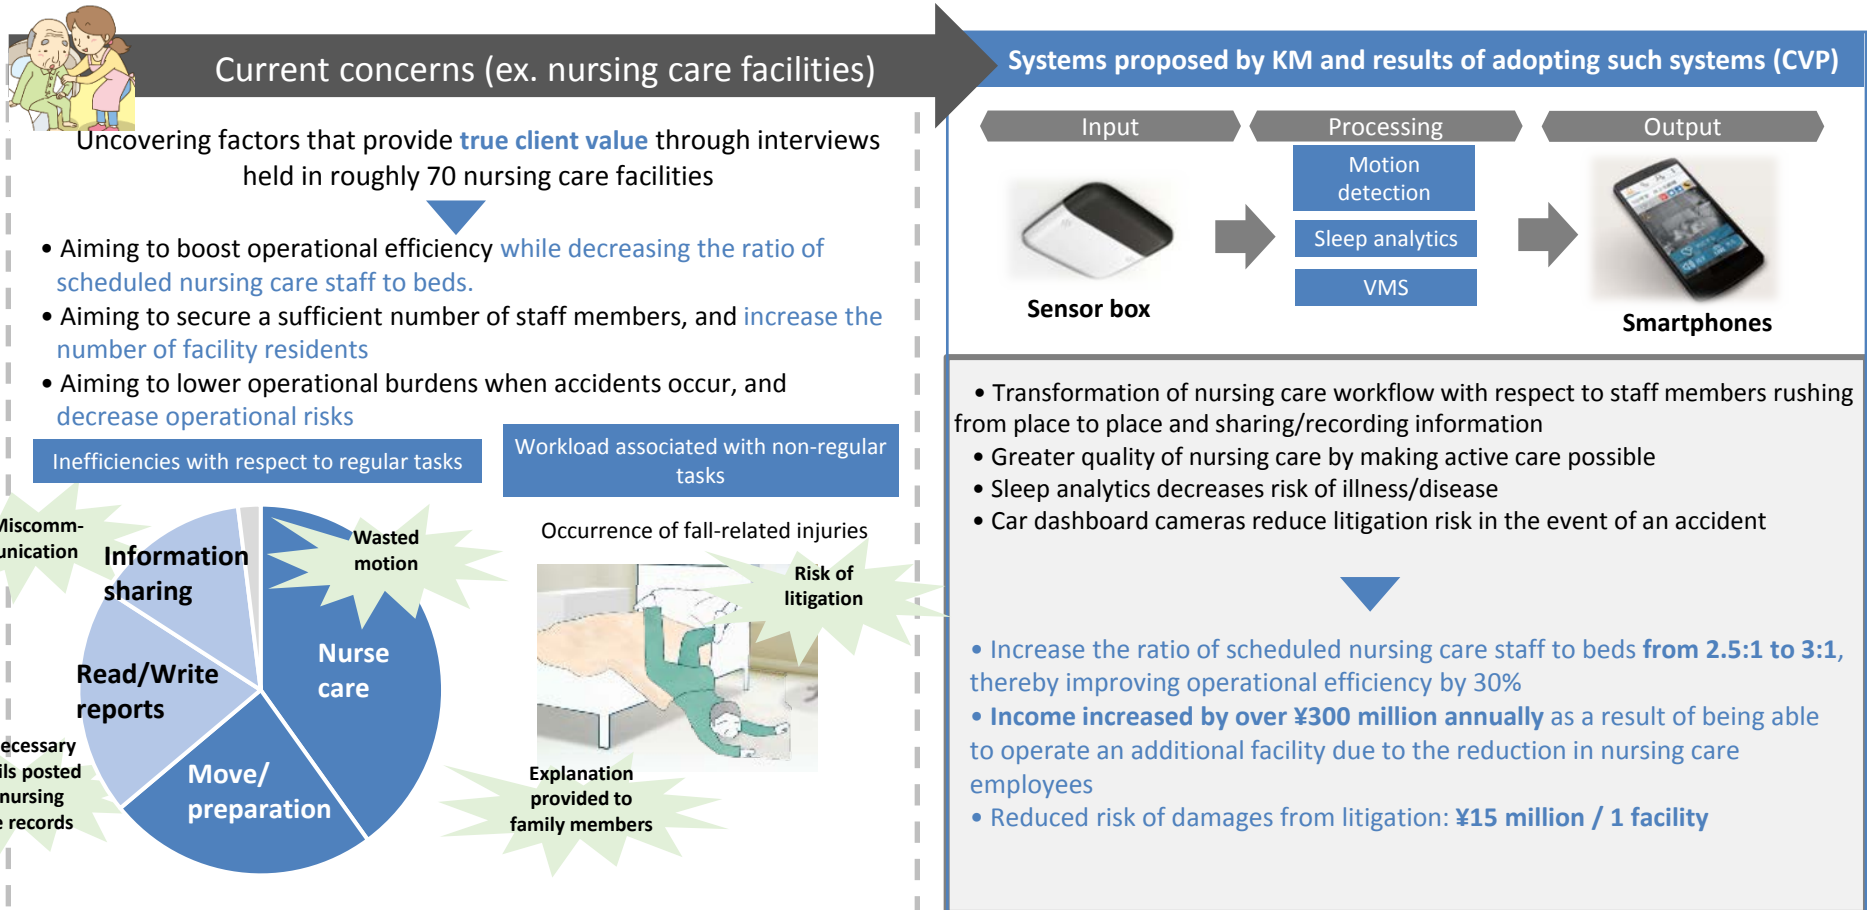 Current concerns (ex. nursing care facilities)
Uncovering factors that provide true client value through interviews
held in roughly 70 nursing care facilities
• Aiming to boost operational efficiency while decreasing the ratio of
scheduled nursing care staff to beds.
• Aiming to secure a sufficient number of staff members, and increase the
number of facility residents
• Aiming to lower operational burdens when accidents occur, and
decrease operational risks
Inefficiencies with respect to regular tasks
Miscomm-
unication
Information
sharing
Wasted
motion
Nurse
care
Read/Write
reports
Move/
preparation
ecessary
ils posted
nursing
e records
Workload associated with non-regular
tasks
Occurrence of fall-related injuries
Risk of
litigation
Explanation
provided to
family members
Systems proposed by KM and results of adopting such systems (CVP)
Input
Processing
Output
Motion
detection
Sleep analytics
VMS
Sensor box
Smartphones
• Transformation of nursing care workflow with respect to staff members rushing
from place to place and sharing/recording information
• Greater quality of nursing care by making active care possible
• Sleep analytics decreases risk of illness/disease
• Car dashboard cameras reduce litigation risk in the event of an accident
• Increase the ratio of scheduled nursing care staff to beds from 2.5:1 to 3:1,
thereby improving operational efficiency by 30%
• Income increased by over ¥300 million annually as a result of being able
to operate an additional facility due to the reduction in nursing care
employees
• Reduced risk of damages from litigation: ¥15 million / 1 facility